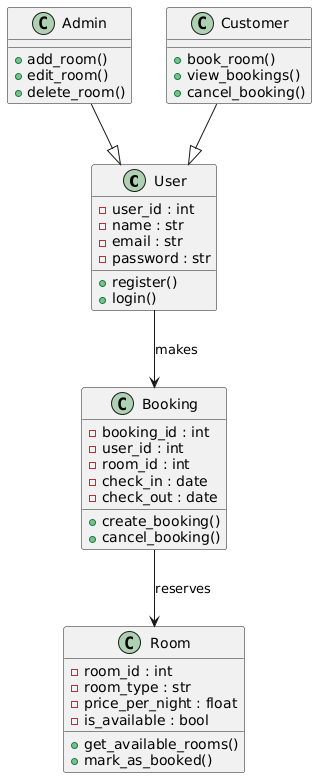 C Admin
add_room()
edit_room()
delete_room()
C Customer
book_room()
view_bookings()
cancel_booking()
C User
user_id : int
name : str
email : str
password : str
register()
login()
makes
C Booking
booking_id : int
user_id : int
room_id : int
check_in : date
check_out : date
create_booking()
cancel_booking()
reserves
C Room
room_id : int
room_type : str
price_per_night : float
is_available : bool
get_available_rooms()
mark_as_booked()